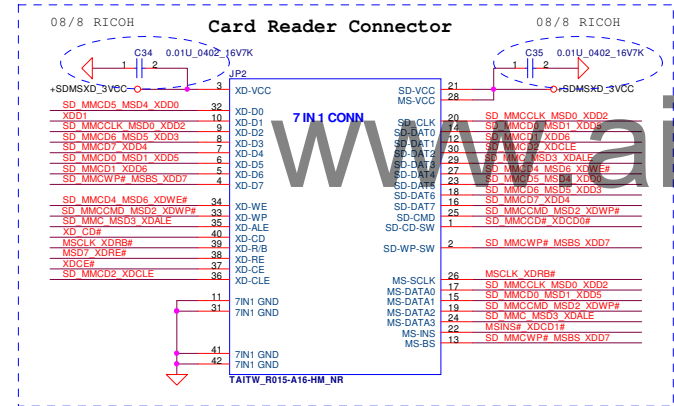 08/8 RICOH
Card Reader Connector
08/8 RICOH
C34 0.01U_0402_16V7K
1 2
C35 0.01U_0402_16V7K
1 2
JP2
+SDMSXD_3VCC
+SDMSXD_3VCC
7 IN 1 CONN
3 XD-VCC
SD_MMCD5_MSD4_XDD0 32 XD-D0
XDD1 10 XD-D1
SD_MMCCLK_MSD0_XDD2 9 XD-D2
SD_MMCD6_MSD5_XDD3 8 XD-D3
SD_MMCD7_XDD4 7 XD-D4
SD_MMCD0_MSD1_XDD5 6 XD-D5
SD_MMCD1_XDD6 5 XD-D6
SD_MMCWP#_MSBS_XDD7 4 XD-D7
SD_MMCD4_MSD6_XDWE# 34 XD-WE
SD_MMCCMD_MSD2_XDWP# 33 XD-WP
SD_MMC_MSD3_XDALE 35 XD-ALE
XD_CD# 40 XD-CD
MSCLK_XDRB# 39 XD-R/B
MSD7_XDRE# 38 XD-RE
XDCE# 37 XD-CE
SD_MMCD2_XDCLE 36 XD-CLE
11 7IN1 GND
31 7IN1 GND
41 7IN1 GND
42 7IN1 GND
SD-VCC 21
MS-VCC 28
SD_CLK 20 SD_MMCCLK_MSD0_XDD2
SD-DAT0 14 SD_MMCD0_MSD1_XDD5
SD-DAT1 12 SD_MMCD1_XDD6
SD-DAT2 30 SD_MMCD2_XDCLE
SD-DAT3 29 SD_MMC_MSD3_XDALE
SD-DAT4 27 SD_MMCD4_MSD6_XDWE#
SD-DAT5 23 SD_MMCD5_MSD4_XDD0
SD-DAT6 18 SD_MMCD6_MSD5_XDD3
SD-DAT7 16 SD_MMCD7_XDD4
SD-CMD 25 SD_MMCCMD_MSD2_XDWP#
SD-CD-SW 1 SD_MMCCD#_XDCD0#
SD-WP-SW 2 SD_MMCWP#_MSBS_XDD7
MS-SCLK 26 MSCLK_XDRB#
MS-DATA0 17 SD_MMCCLK_MSD0_XDD2
MS-DATA1 15 SD_MMCD0_MSD1_XDD5
MS-DATA2 19 SD_MMCCMD_MSD2_XDWP#
MS-DATA3 24 SD_MMC_MSD3_XDALE
MS-INS 22 MSINS#_XDCD1#
MS-BS 13 SD_MMCWP#_MSBS_XDD7
TAITW_R015-A16-HM_NR
www.ai